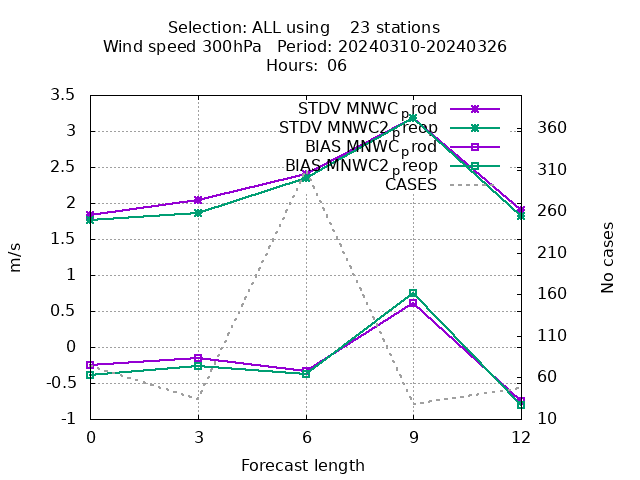 Selection: ALL using    23 stations
Wind speed 300hPa   Period: 20240310-20240326
Hours:  06
STDV MNWC_prod
STDV MNWC2_preop
BIAS MNWC_prod
BIAS MNWC2_preop
CASES
3.5
3
2.5
2
1.5
1
0.5
0
-0.5
-1
m/s
360
310
260
210
160
110
60
10
No cases
0 3 6 9 12
Forecast length